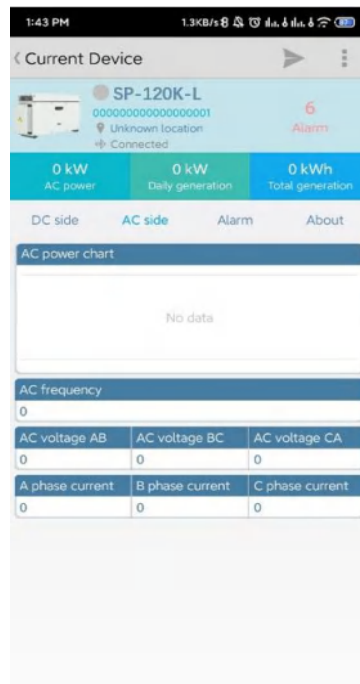 1:43 PM 1.3KB/s 82
Current Device
SP-120K-L
000000000000000001
6
Unknown location
Alarm
Connected
0 kW 0 kW 0 kWh
AC power Daily generation Total generation
DC side AC side Alarm About
AC power chart
No data
AC frequency
0
AC voltage AB AC voltage BC AC voltage CA
0 0 0
A phase current B phase current C phase current
0 0 0